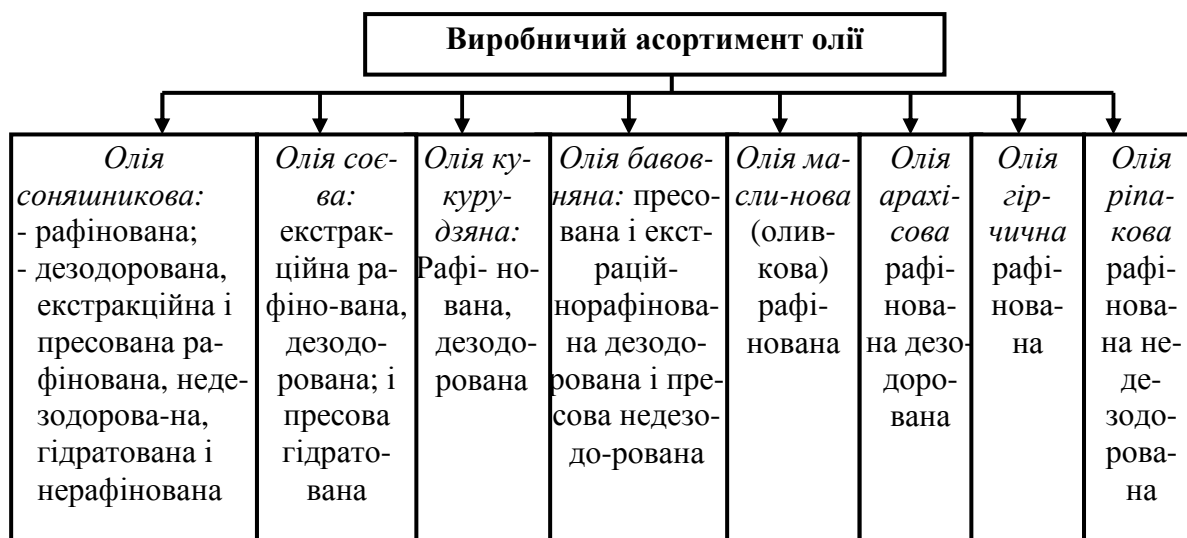 Виробничий асортимент олії
Олія
соняшникова:
- рафінована;
- дезодорована,
екстракційна і
пресована ра-
фінована, неде-
зодорова-на,
гідратована і
нерафінована
Олія соє-
ва:
екстрак-
ційна ра-
фіно-вана,
дезодо-
рована; і
пресова
гідрато-
вана
Олія ку-
куру-
дзяна:
Рафі- но-
вана,
дезодо-
рована
Олія бавов-
няна: пресо-
вана і екст-
рацій-
норафінова-
на дезодо-
рована і пре-
сова недезо-
до-рована
Олія ма-
сли-нова
(олив-
кова)
рафі-
нована
Олія
арахі-
сова
рафі-
нова-
на дезо-
доро-
вана
Олія
гір-
чична
рафі-
нова-
на
Олія
ріпа-
кова
рафі-
нова-
на не-
де-
зодо-
рова-
на